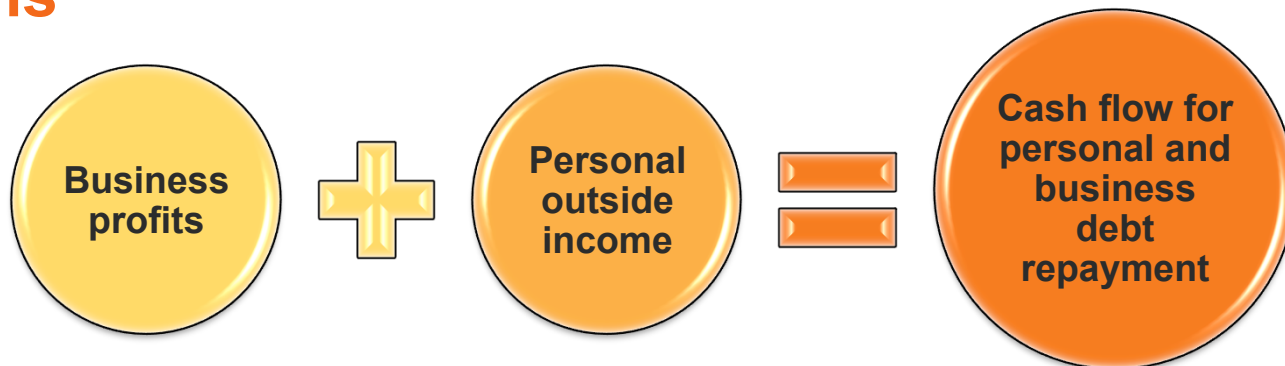 Business
profits
Personal
outside
income
Cash flow for
personal and
business
debt
repayment